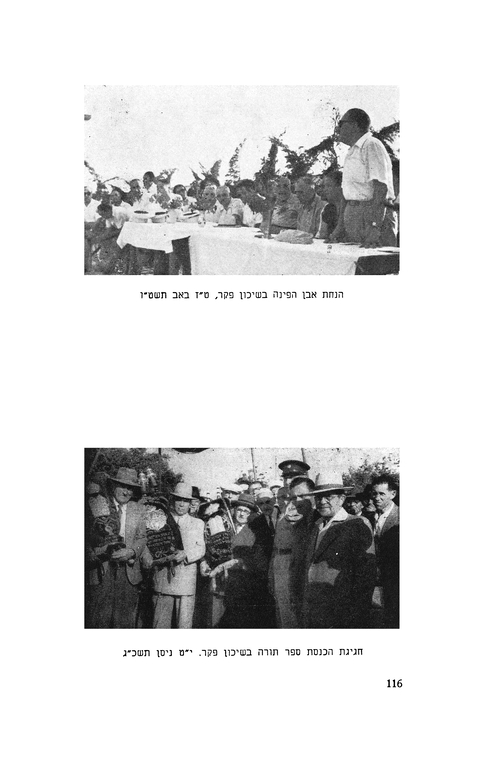 הנחת אבן הפינה בשיכון פקר, ט״ז באב תשט״ו
חגיגת הכנסת ספר תורה בשיכון פקר. י״ט ניסן תשכ״ג
116